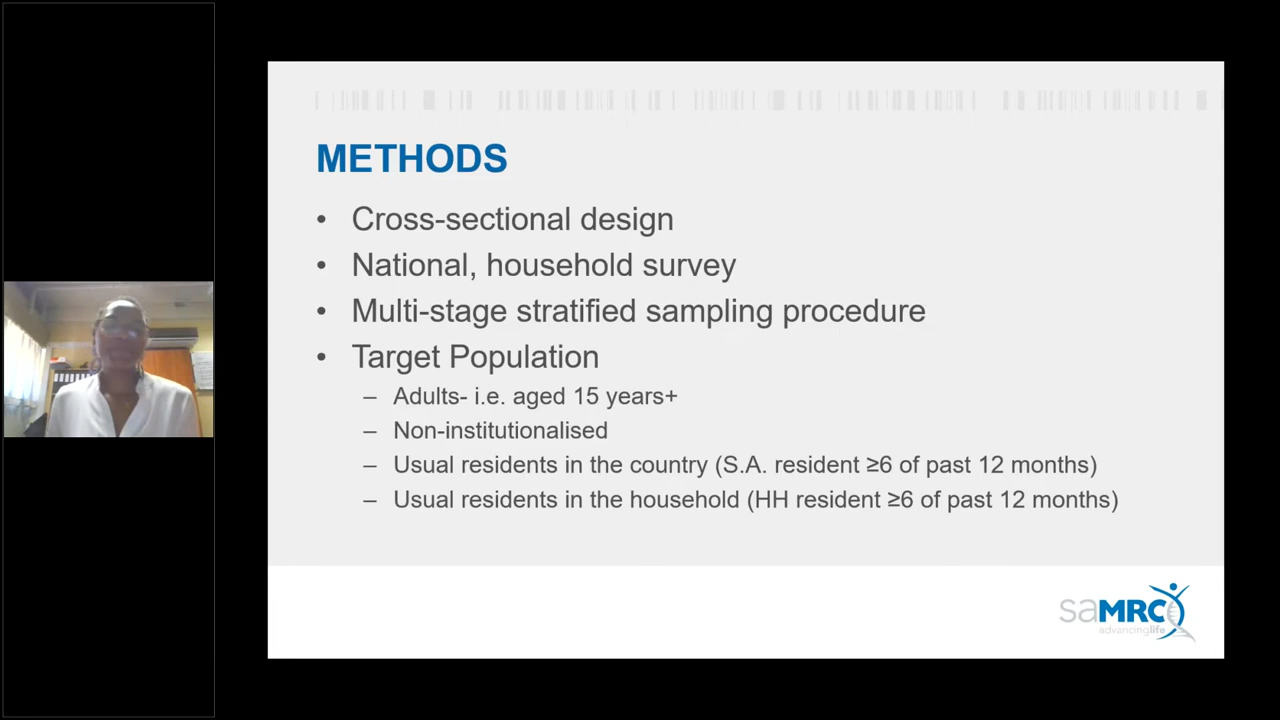 METHODS
• Cross-sectional design
• National, household survey
• Multi-stage stratified sampling procedure
• Target Population
– Adults- i.e. aged 15 years+
– Non-institutionalised
– Usual residents in the country (S.A. resident ≥6 of past 12 months)
– Usual residents in the household (HH resident ≥6 of past 12 months)
saMRC
advancinglife